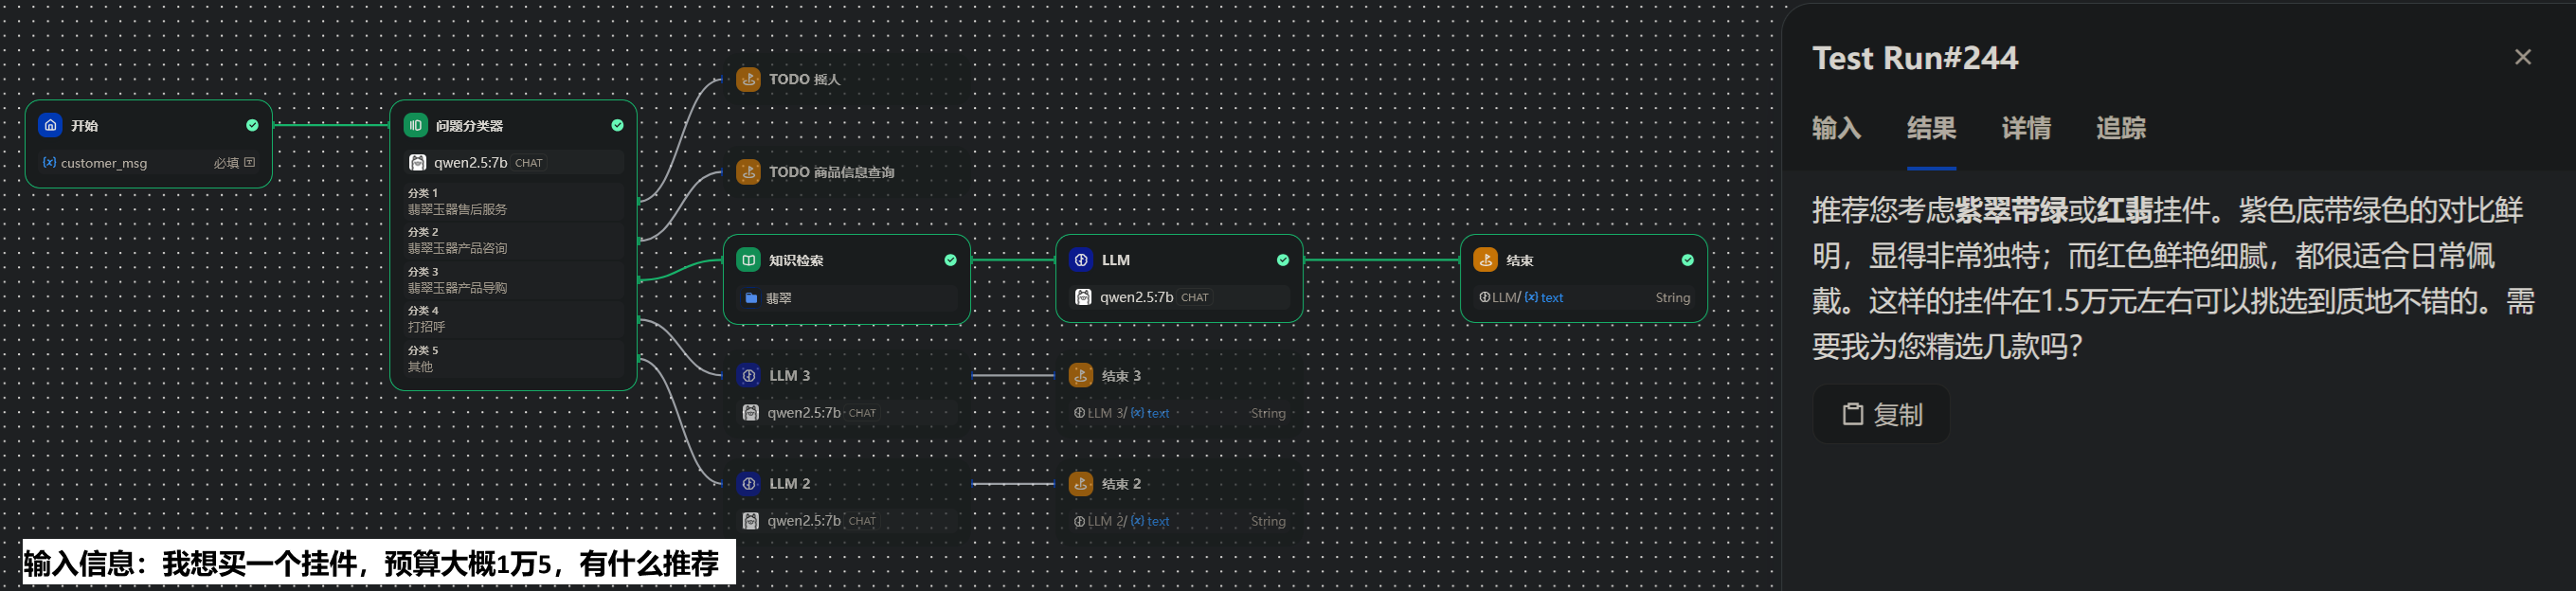 开始
(x) customer_msg 必填
问题分类器
qwen2.5:7b CHAT
分类 1
翡翠玉器售后服务
分类 2
翡翠玉器产品咨询
分类 3
翡翠玉器产品导购
分类 4
打招呼
分类 5
其他
TODO 摇人
TODO 商品信息查询
知识检索
翡翠
LLM
qwen2.5:7b CHAT
结束
LLM/ (x) text String
LLM 3
qwen2.5:7b CHAT
结束 3
LLM 3/ (x) text String
LLM 2
qwen2.5:7b CHAT
结束 2
LLM 2/ (x) text String
输入信息：我想买一个挂件，预算大概1万5，有什么推荐
Test Run#244
输入 结果 详情 追踪
推荐您考虑紫翠带绿或红翡挂件。紫色底带绿色的对比鲜
明，显得非常独特；而红色鲜艳细腻，都很适合日常佩
戴。这样的挂件在1.5万元左右可以挑选到质地不错的。需
要我为您精选几款吗？
复制